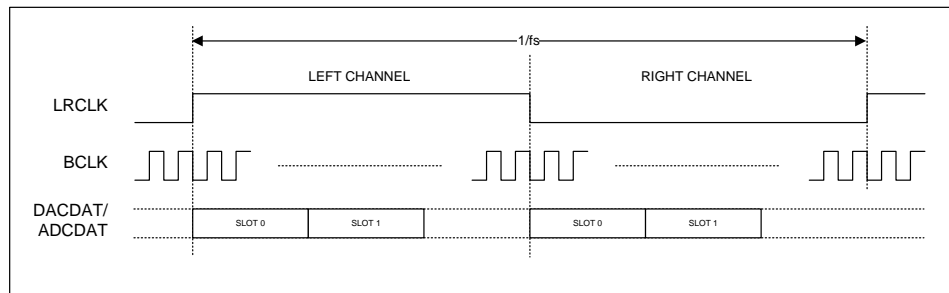 1/fs
LEFT CHANNEL RIGHT CHANNEL
LRCLK
BCLK
DACDAT/
ADCDAT
SLOT 0 SLOT 1 SLOT 0 SLOT 1